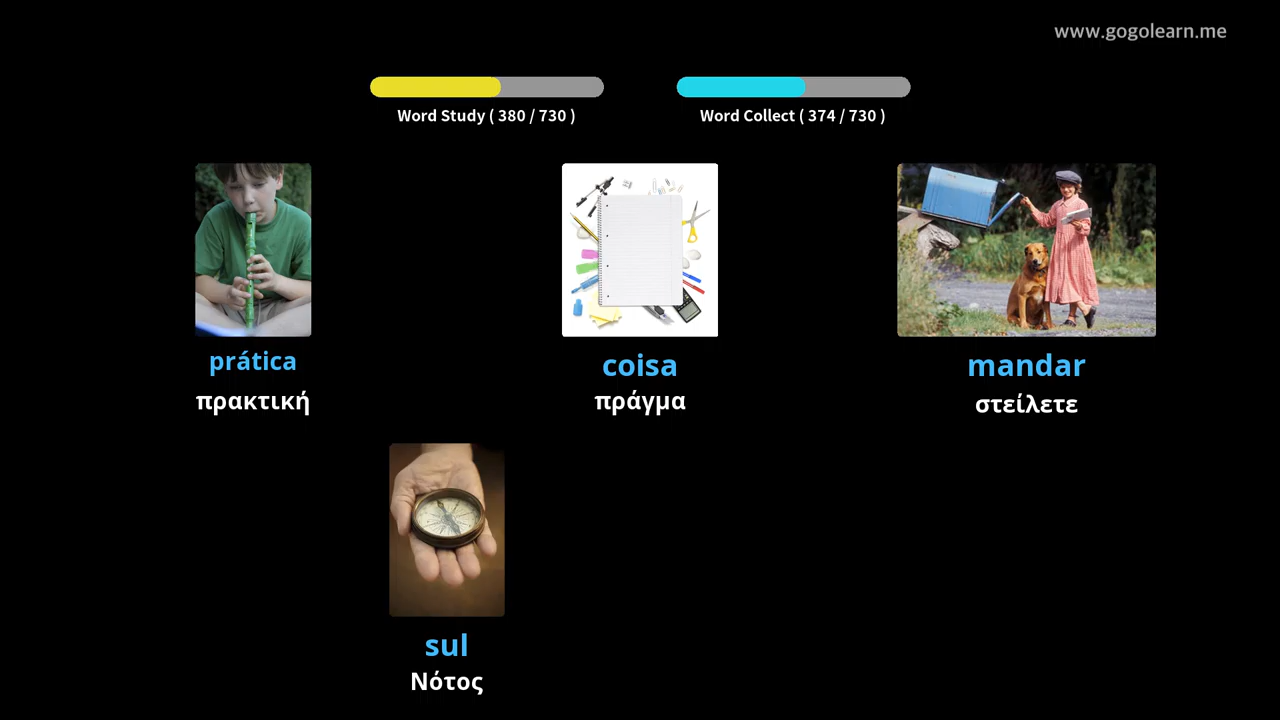 www.gogolearn.me
Word Study ( 380 / 730 )
Word Collect ( 374 / 730 )
prática
coisa
mandar
πρακτική
πράγμα
στείλετε
sul
Νότος